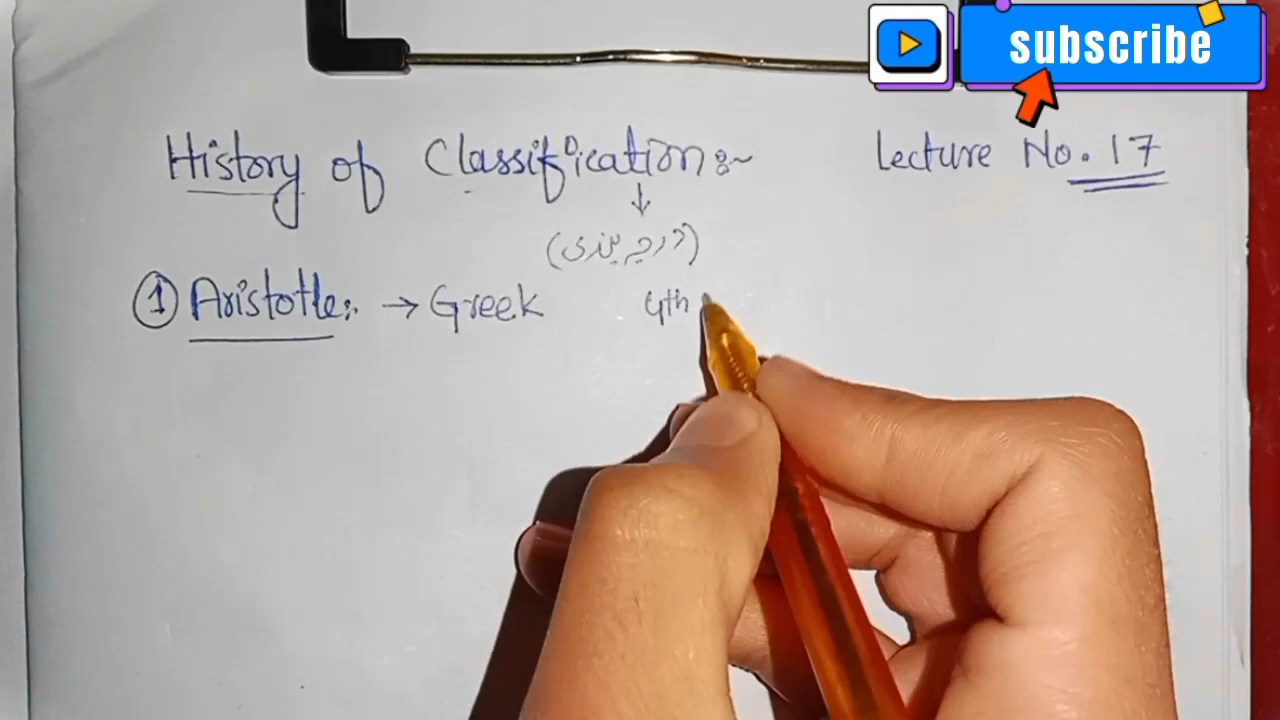 subscribe
History of Classification:~
Lecture No. 17
↓
(درجہ بندی)
① Aristotle:. → Greek 4th